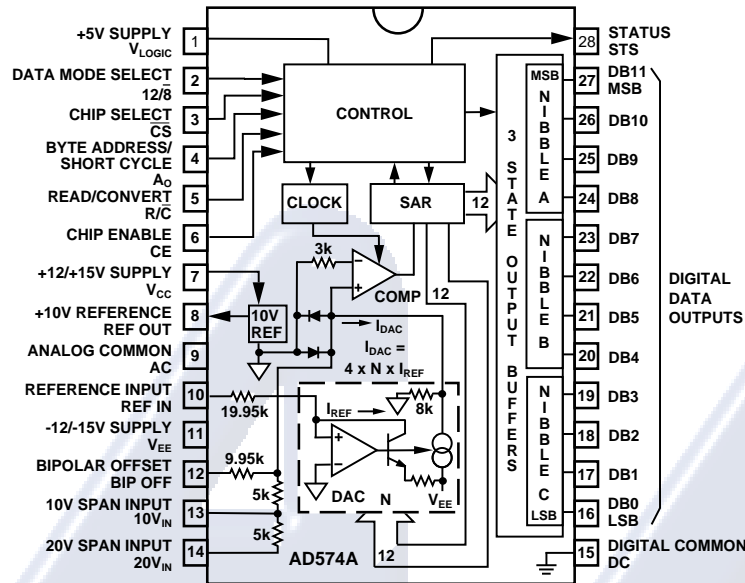 +5V SUPPLY
VLOGIC
1
DATA MODE SELECT
12/8̅
2
CHIP SELECT
C̅S̅
3
BYTE ADDRESS/
SHORT CYCLE
AO
4
READ/CONVERT
R/C̅
5
CHIP ENABLE
CE
6
+12/+15V SUPPLY
VCC
7
+10V REFERENCE
REF OUT
8
ANALOG COMMON
AC
9
REFERENCE INPUT
REF IN
10
-12/-15V SUPPLY
VEE
11
BIPOLAR OFFSET
BIP OFF
12
10V SPAN INPUT
10VIN
13
20V SPAN INPUT
20VIN
14
CONTROL
CLOCK
SAR
12
3k
COMP
12
10V
REF
IDAC
IDAC =
4 x N x IREF
19.95k
IREF
8k
9.95k
5k
5k
DAC
N
VEE
12
AD574A
3 STATE OUTPUT BUFFERS
MSB
NIBBLE A
NIBBLE B
NIBBLE C
LSB
28
STATUS
STS
27
DB11
MSB
26
DB10
25
DB9
24
DB8
23
DB7
22
DB6
21
DB5
20
DB4
19
DB3
18
DB2
17
DB1
16
DB0
LSB
15
DIGITAL COMMON
DC
DIGITAL
DATA
OUTPUTS
+
−
+
−